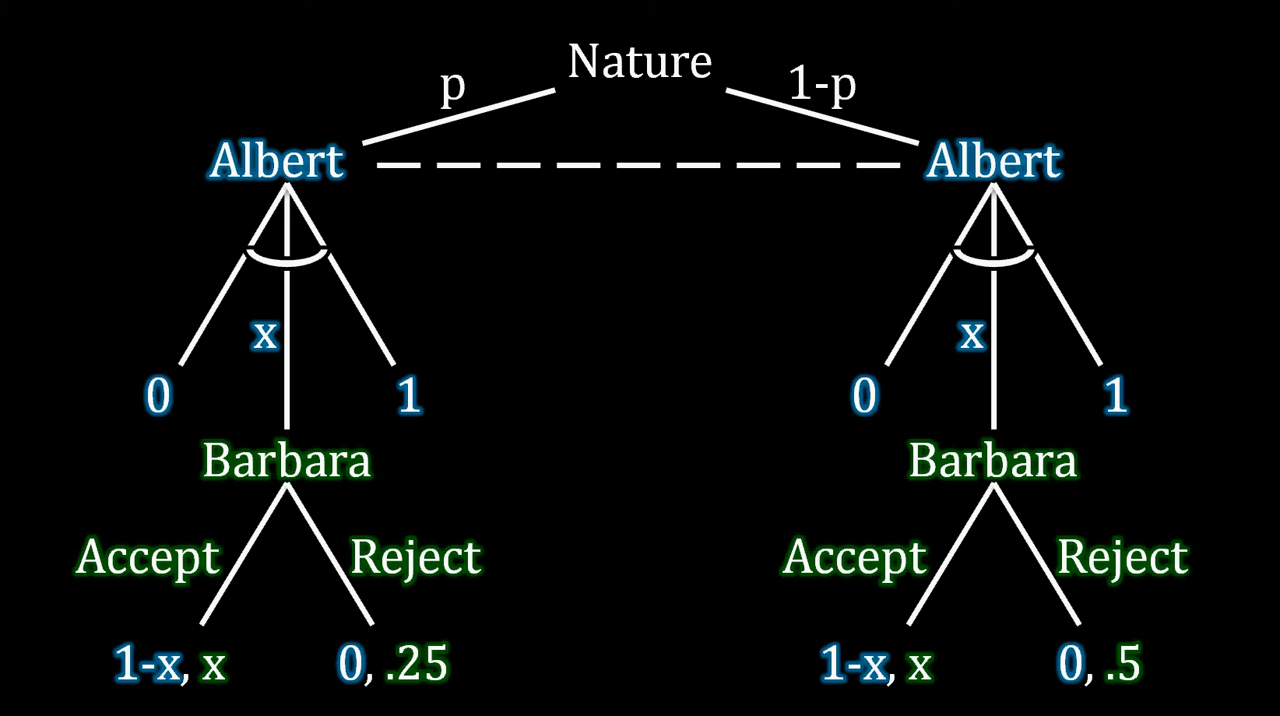 Nature
p 1-p
Albert Albert
x x
0 1 0 1
Barbara Barbara
Accept Reject Accept Reject
1-x, x 0, .25 1-x, x 0, .5